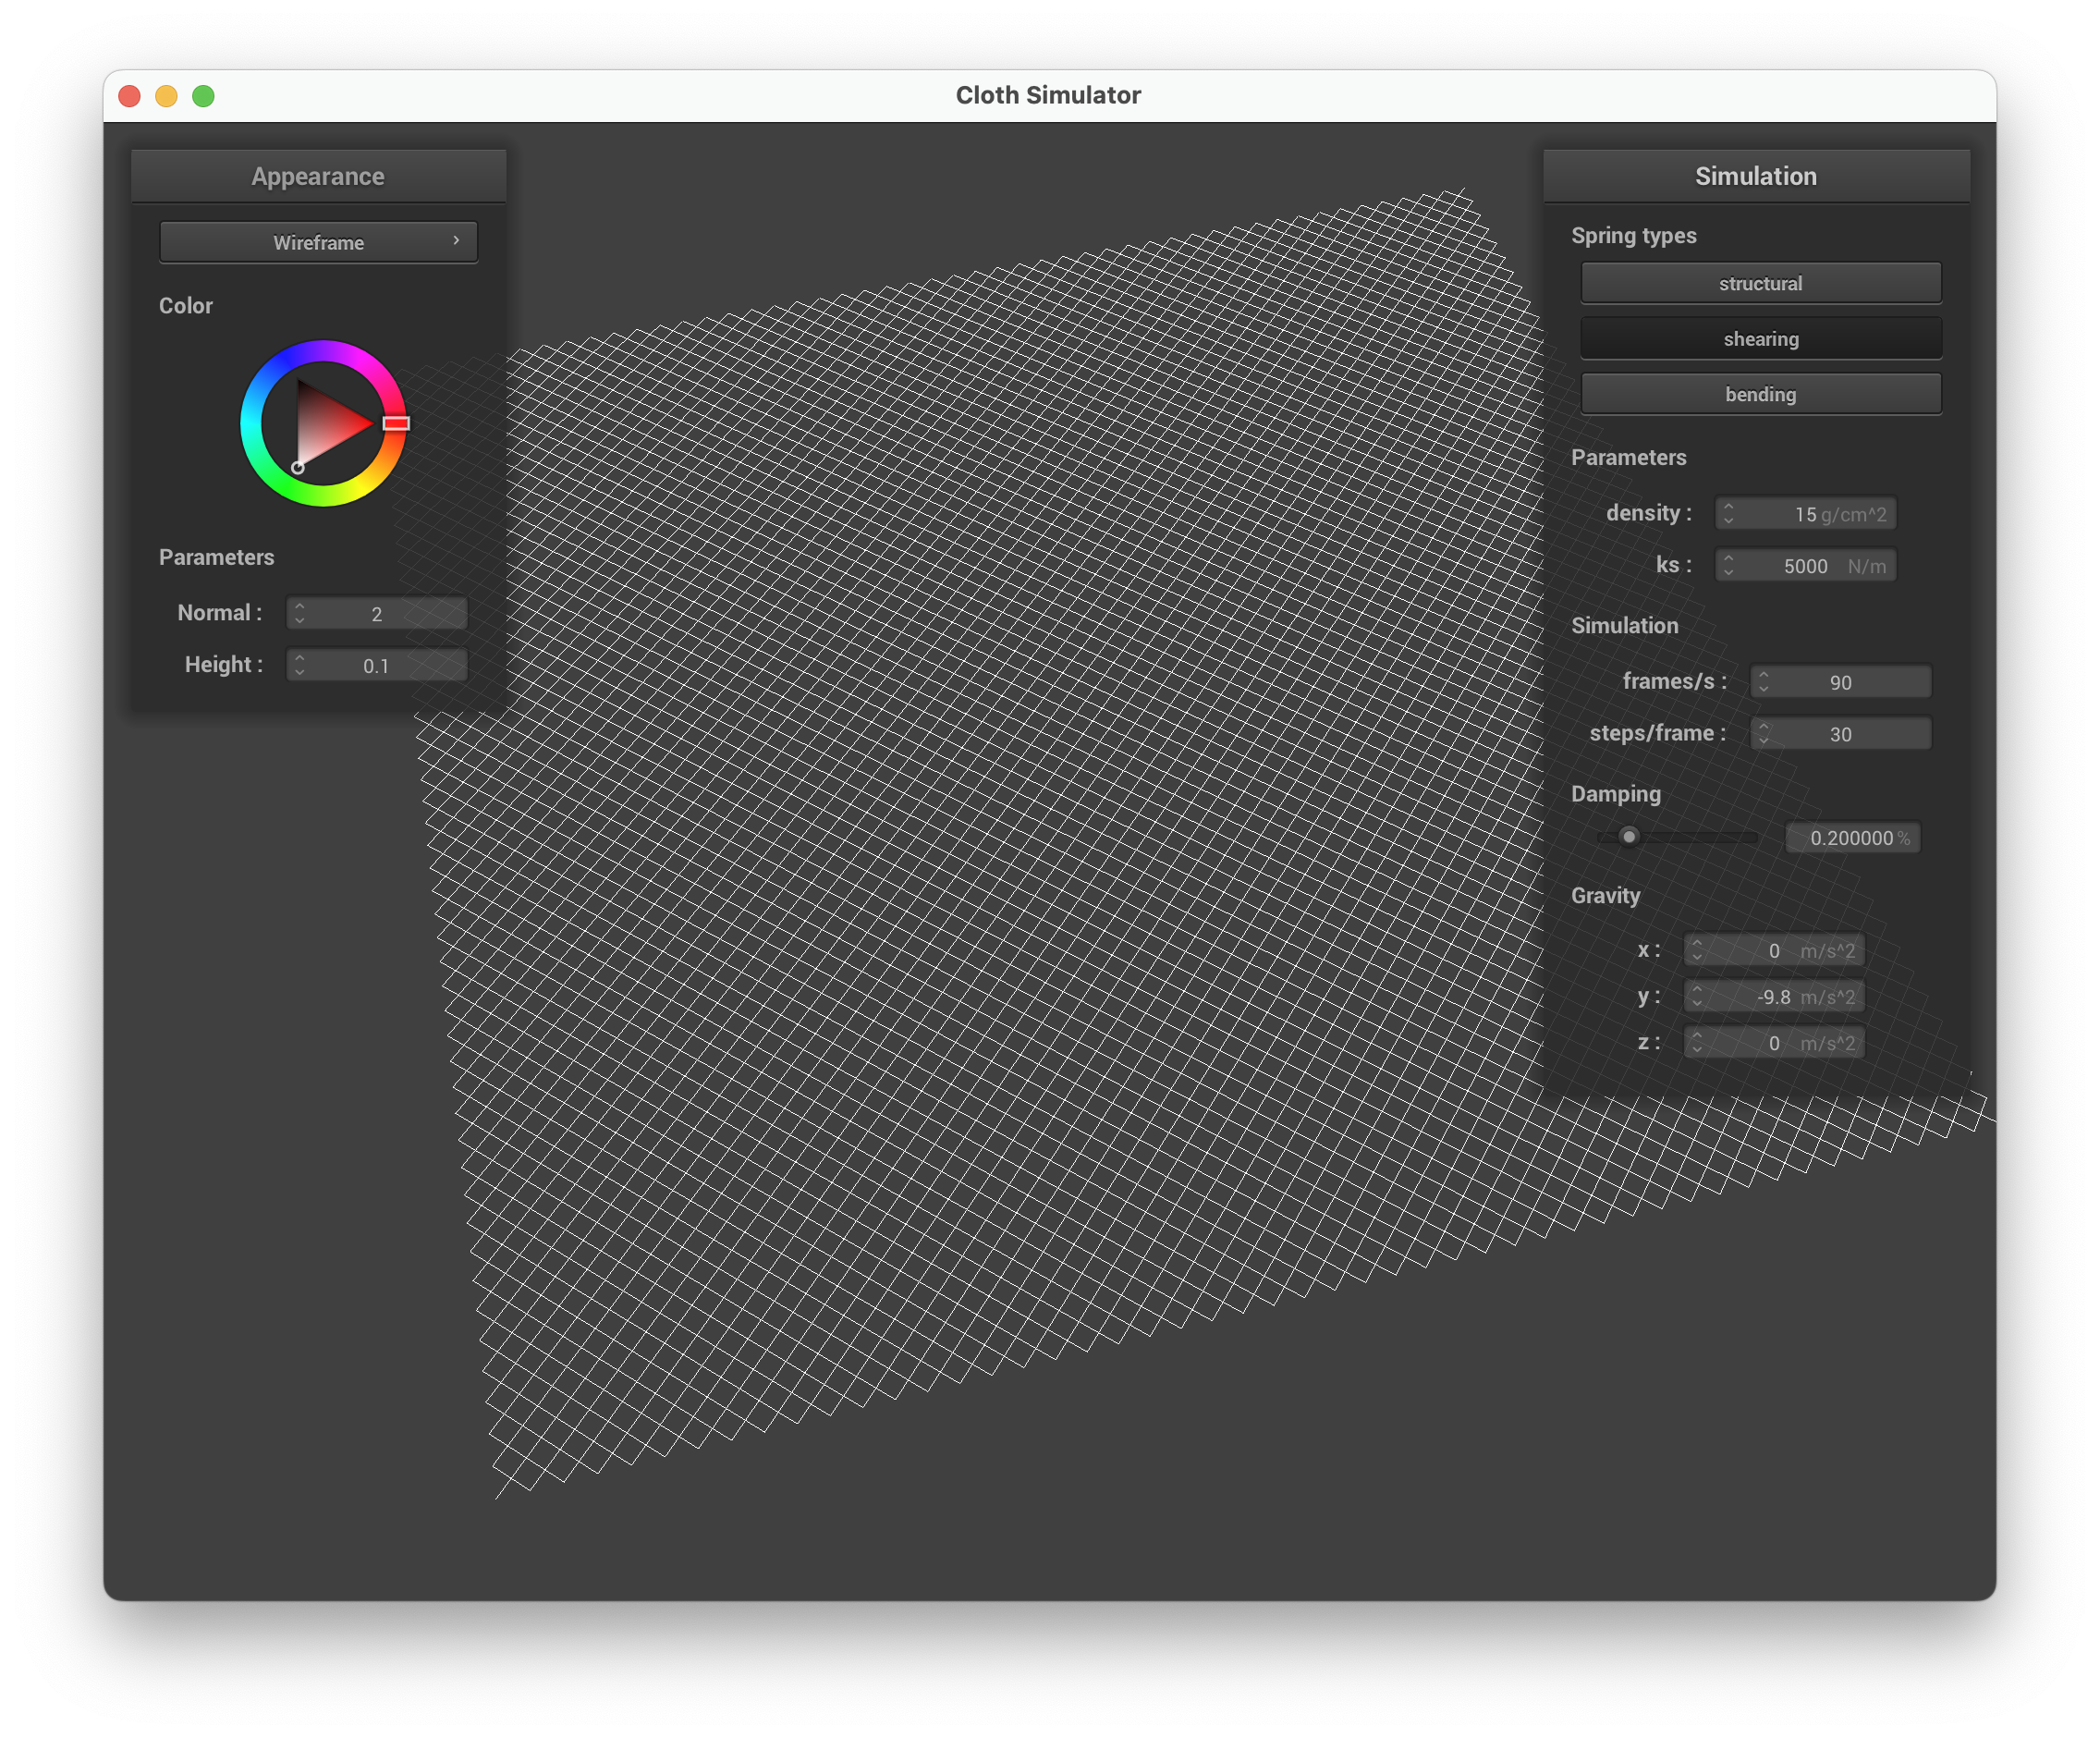 Cloth Simulator
Appearance
Wireframe
Color
Parameters
Normal : 2
Height : 0.1
Simulation
Spring types
structural
shearing
bending
Parameters
density : 15 g/cm^2
ks : 5000 N/m
Simulation
frames/s : 90
steps/frame : 30
Damping
0.200000 %
Gravity
x : 0 m/s^2
y : -9.8 m/s^2
z : 0 m/s^2